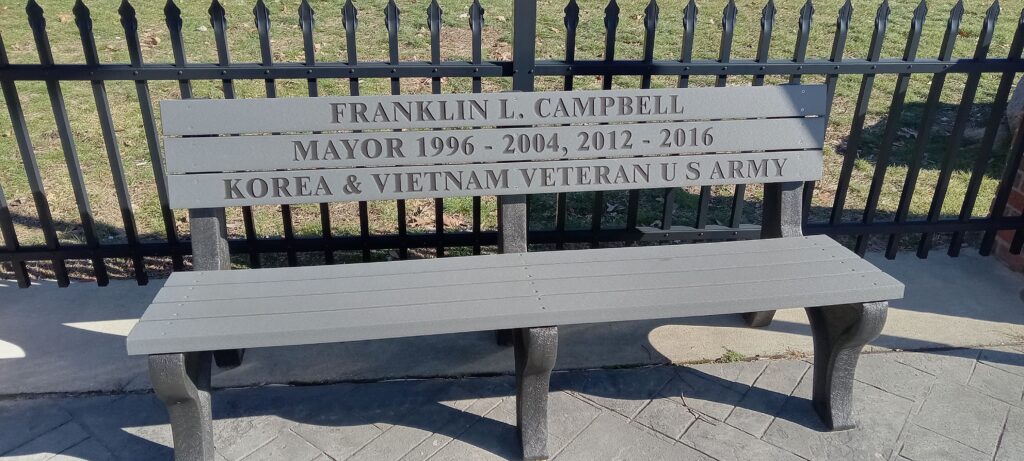 FRANKLIN L. CAMPBELL
MAYOR 1996 - 2004, 2012 - 2016
KOREA & VIETNAM VETERAN U S ARMY